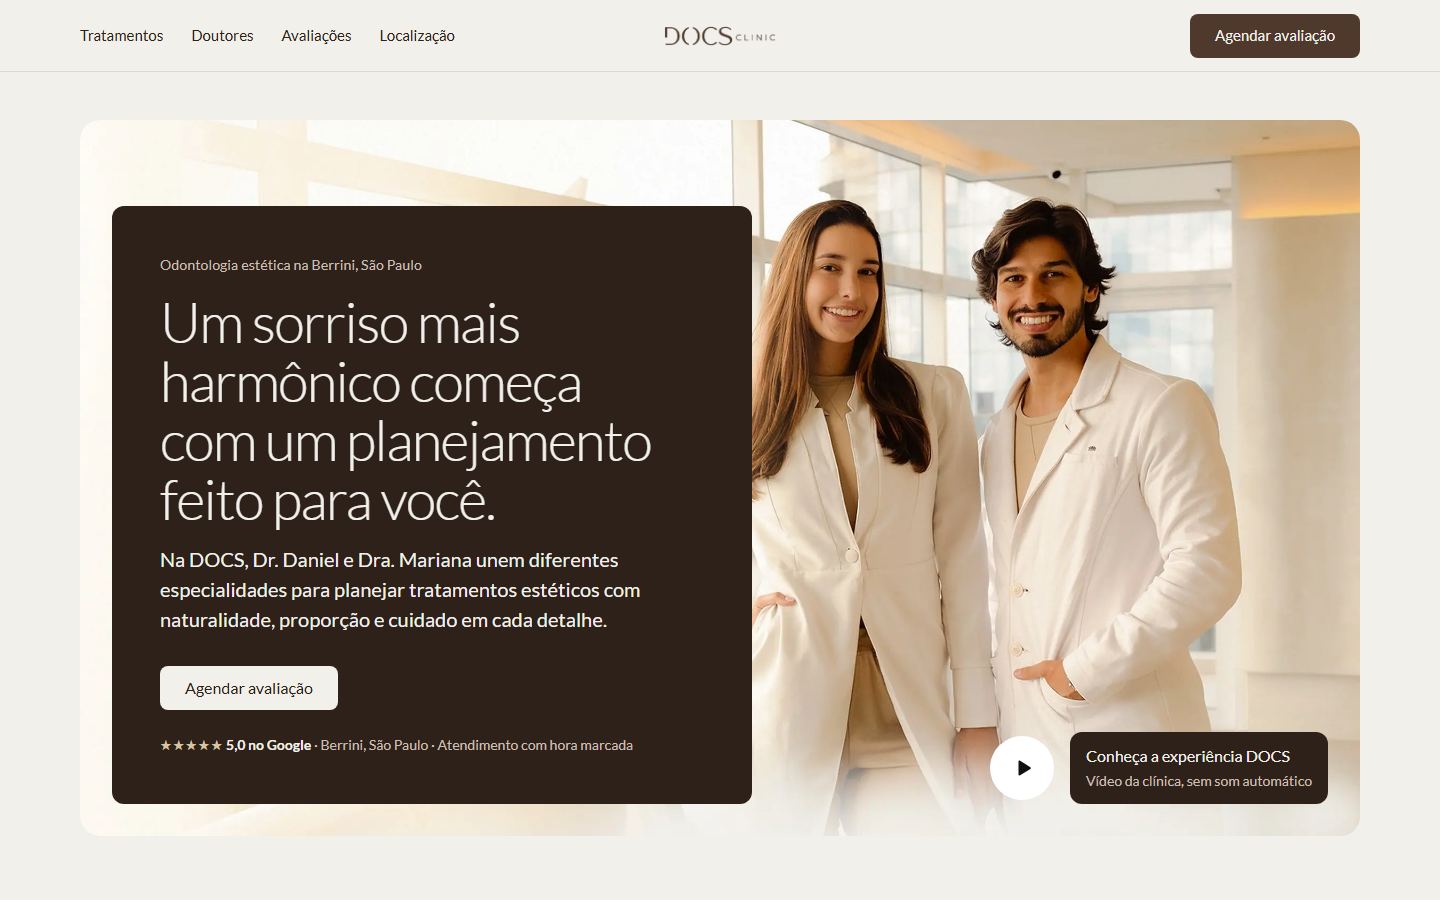 Tratamentos
Doutores
Avaliações
Localização
DOCS CLINIC
Agendar avaliação
Odontologia estética na Berrini, São Paulo
Um sorriso mais
harmônico começa
com um planejamento
feito para você.
Na DOCS, Dr. Daniel e Dra. Mariana unem diferentes
especialidades para planejar tratamentos estéticos com
naturalidade, proporção e cuidado em cada detalhe.
Agendar avaliação
★★★★★ 5,0 no Google · Berrini, São Paulo · Atendimento com hora marcada
Conheça a experiência DOCS
Vídeo da clínica, sem som automático